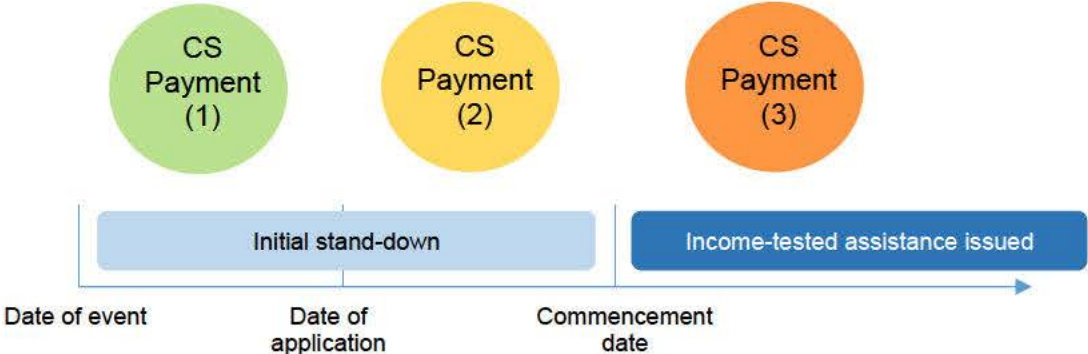 CS
Payment
(1)
CS
Payment
(2)
CS
Payment
(3)
Initial stand-down
Income-tested assistance issued
Date of event
Date of
application
Commencement
date